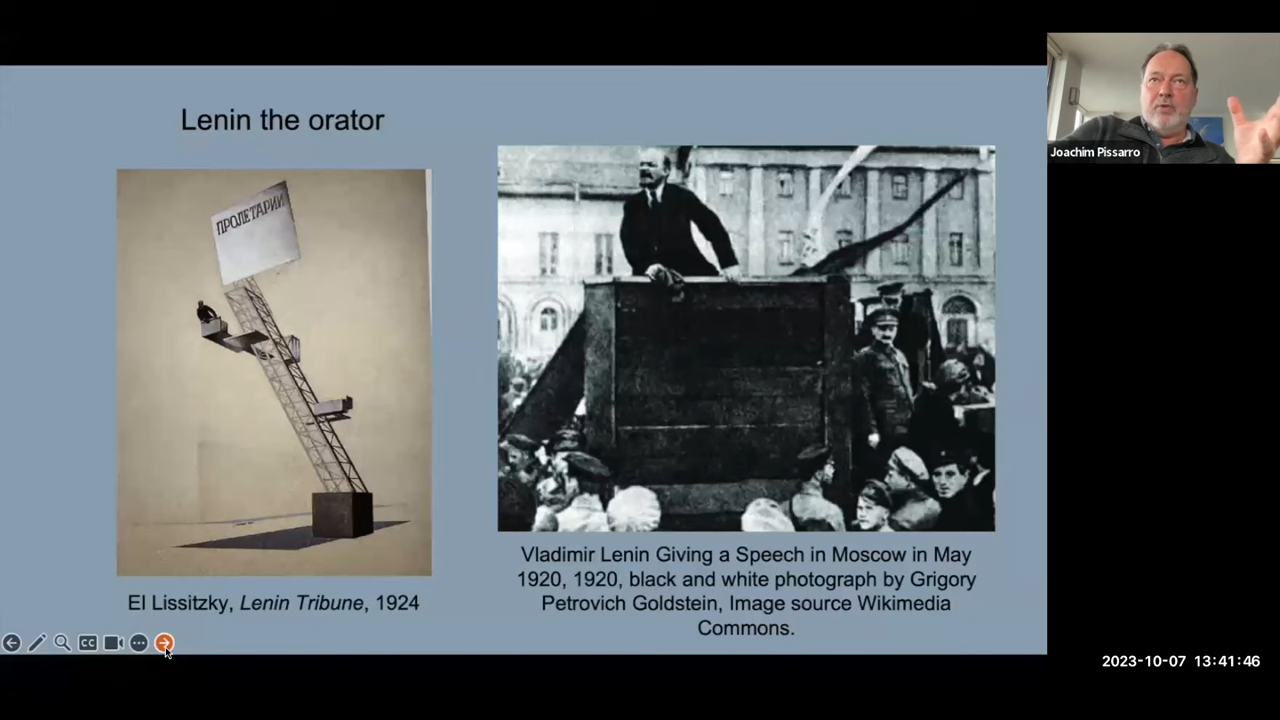 Lenin the orator
ПРОЛЕТАРИИ
El Lissitzky, Lenin Tribune, 1924
Vladimir Lenin Giving a Speech in Moscow in May
1920, 1920, black and white photograph by Grigory
Petrovich Goldstein, Image source Wikimedia
Commons.
CC
Joachim Pissarro
2023-10-07 13:41:46